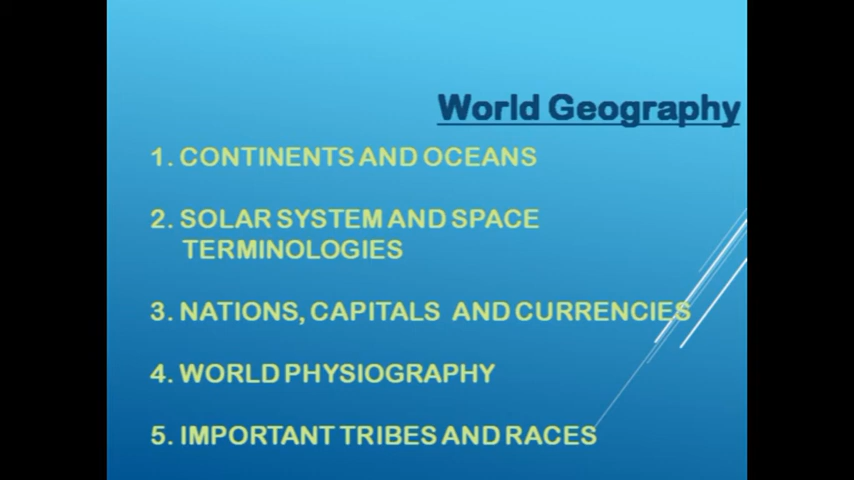 World Geography
1. CONTINENTS AND OCEANS
2. SOLAR SYSTEM AND SPACE
TERMINOLOGIES
3. NATIONS, CAPITALS AND CURRENCIES
4. WORLD PHYSIOGRAPHY
5. IMPORTANT TRIBES AND RACES